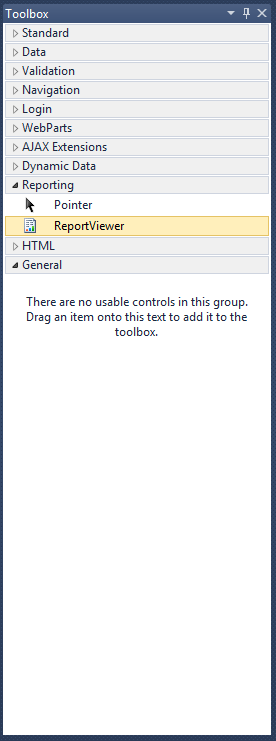 Toolbox
Standard
Data
Validation
Navigation
Login
WebParts
AJAX Extensions
Dynamic Data
Reporting
Pointer
ReportViewer
HTML
General
There are no usable controls in this group.
Drag an item onto this text to add it to the
toolbox.